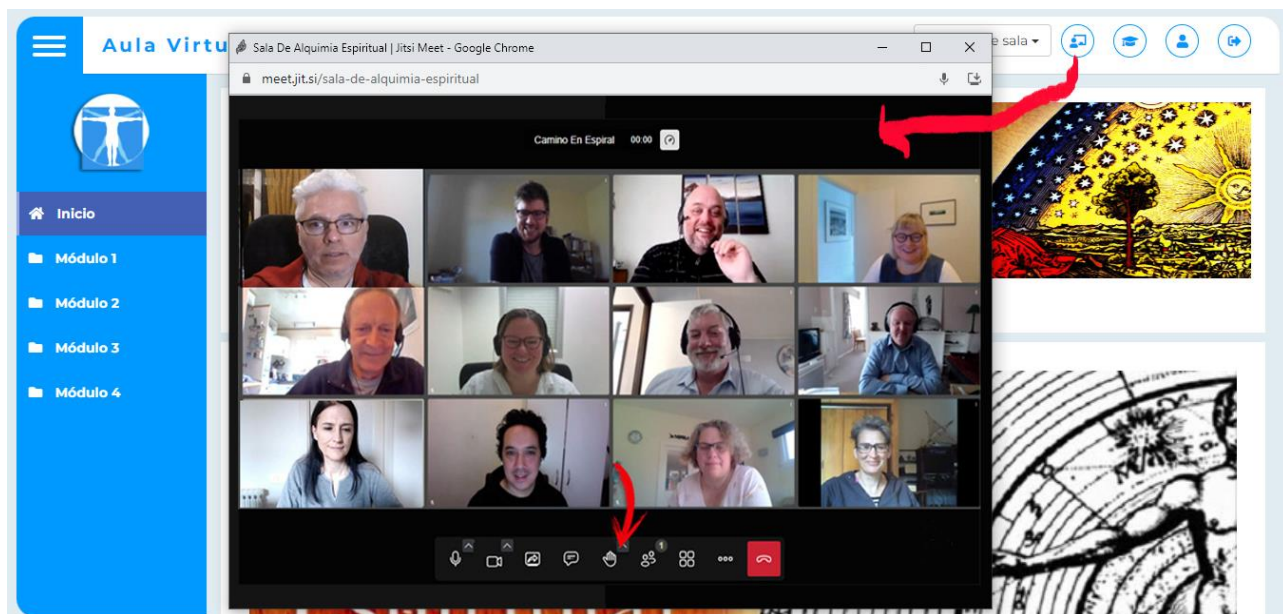 Aula Virtu
Sala De Alquimia Espiritual | Jitsi Meet - Google Chrome
e sala
meet.jit.si/sala-de-alquimia-espiritual
Camino En Espiral 00:00
Inicio
Módulo 1
Módulo 2
Módulo 3
Módulo 4
1